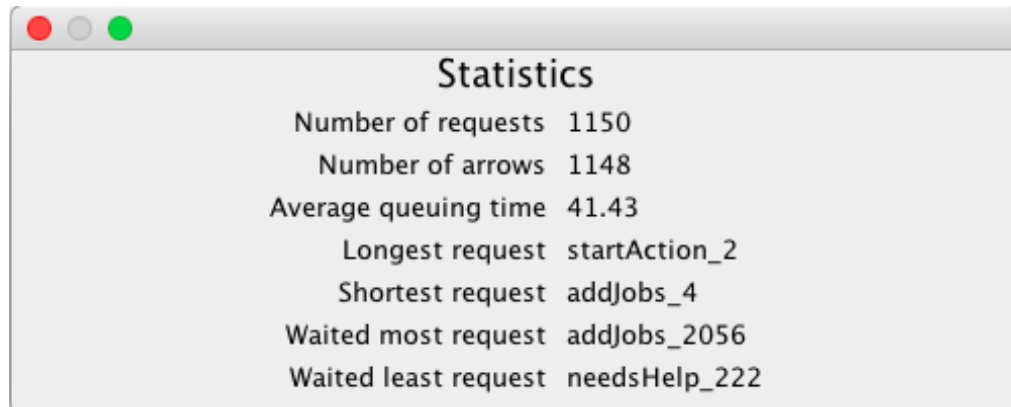 Statistics
Number of requests 1150
Number of arrows 1148
Average queuing time 41.43
Longest request startAction_2
Shortest request addJobs_4
Waited most request addJobs_2056
Waited least request needsHelp_222